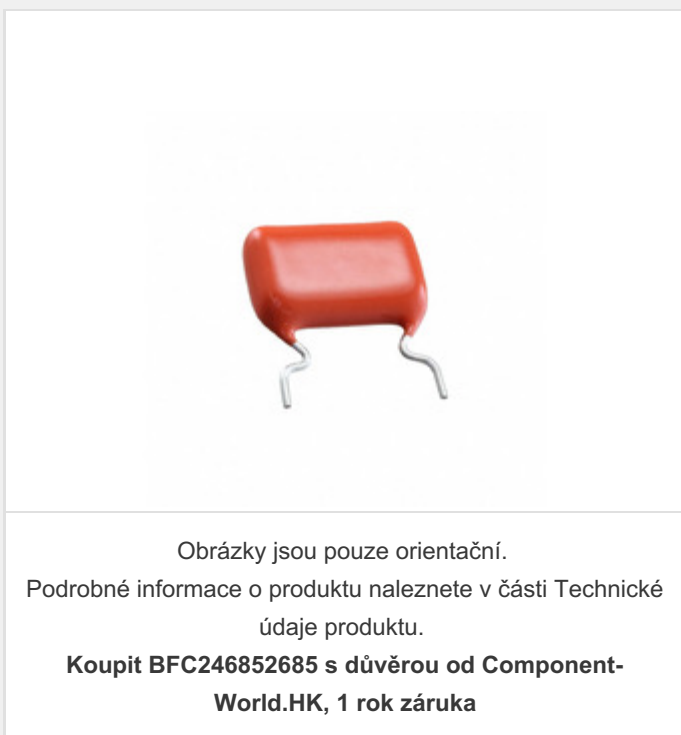 Obrázky jsou pouze orientační.
Podrobné informace o produktu naleznete v části Technické
údaje produktu.
Koupit BFC246852685 s důvěrou od Component-
World.HK, 1 rok záruka